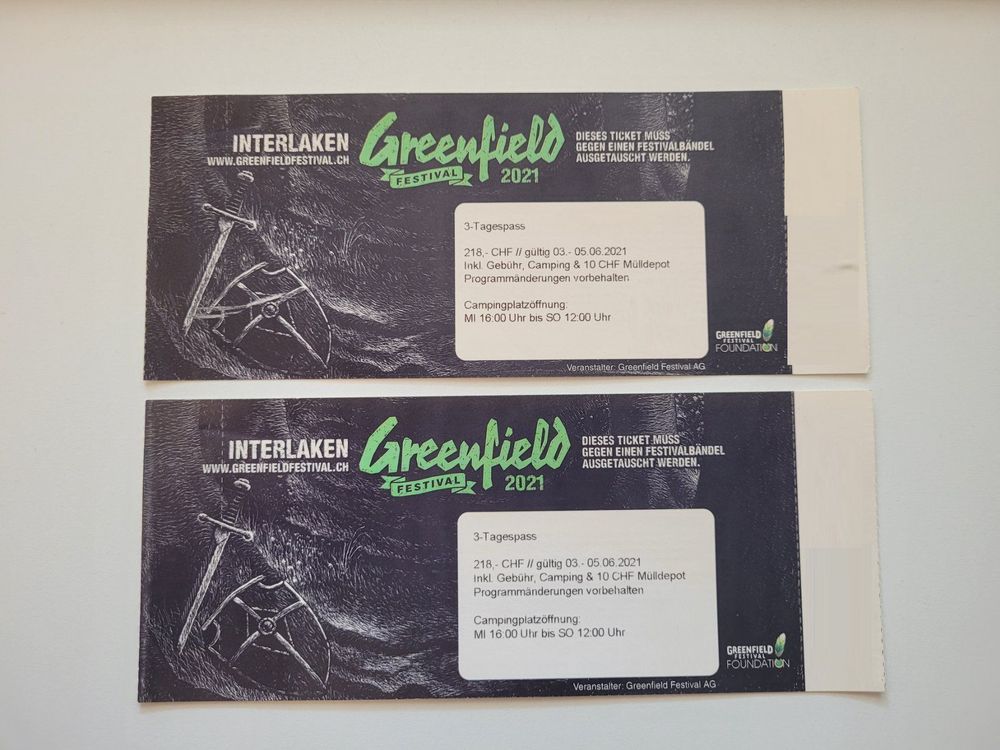 INTERLAKEN
WWW.GREENFIELDFESTIVAL.CH
Greenfield
FESTIVAL 2021
DIESES TICKET MUSS
GEGEN EINEN FESTIVALBÄNDEL
AUSGETAUSCHT WERDEN.
3-Tagespass
218,- CHF // gültig 03.- 05.06.2021
Inkl. Gebühr, Camping & 10 CHF Mülldepot
Programmänderungen vorbehalten
Campingplatzöffnung:
MI 16:00 Uhr bis SO 12:00 Uhr
GREENFIELD
FESTIVAL
FOUNDATION
Veranstalter: Greenfield Festival AG
INTERLAKEN
WWW.GREENFIELDFESTIVAL.CH
Greenfield
FESTIVAL 2021
DIESES TICKET MUSS
GEGEN EINEN FESTIVALBÄNDEL
AUSGETAUSCHT WERDEN.
3-Tagespass
218,- CHF // gültig 03.- 05.06.2021
Inkl. Gebühr, Camping & 10 CHF Mülldepot
Programmänderungen vorbehalten
Campingplatzöffnung:
MI 16:00 Uhr bis SO 12:00 Uhr
GREENFIELD
FESTIVAL
FOUNDATION
Veranstalter: Greenfield Festival AG